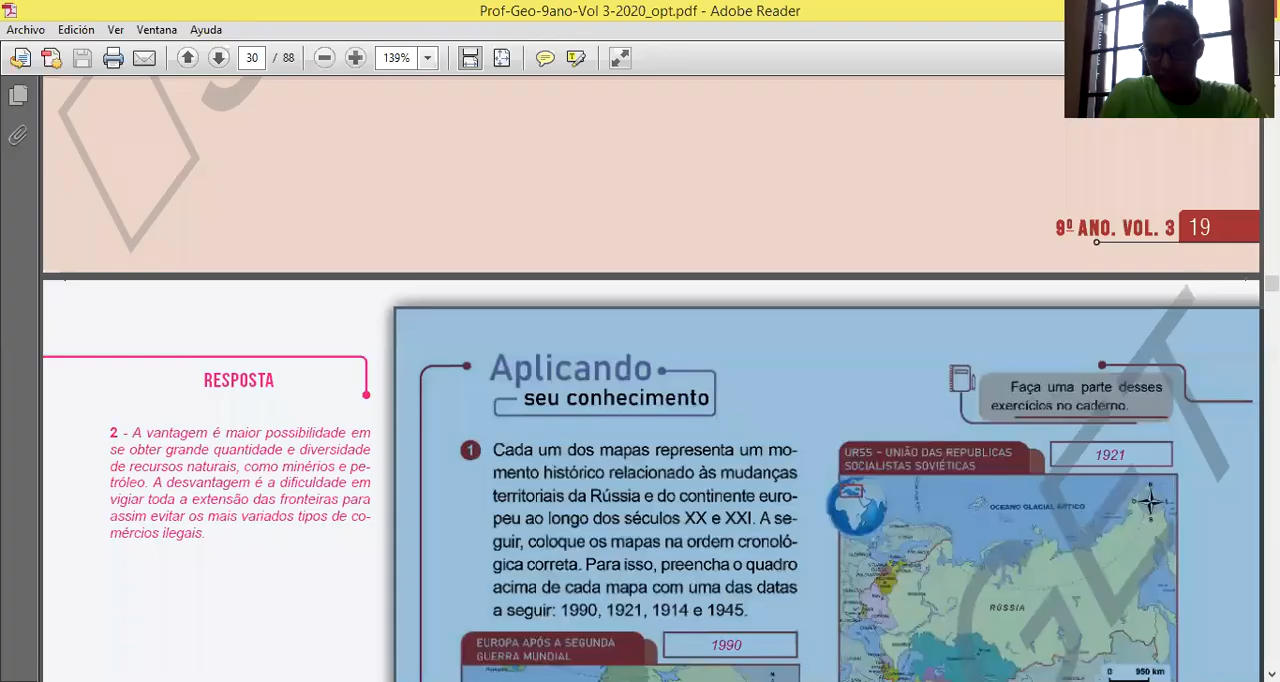 Prof-Geo-9ano-Vol 3-2020_opt.pdf - Adobe Reader
Archivo Edición Ver Ventana Ayuda
30 / 88 139%
9º ANO. VOL. 3 19
RESPOSTA
2 - A vantagem é maior possibilidade em
se obter grande quantidade e diversidade
de recursos naturais, como minérios e pe-
tróleo. A desvantagem é a dificuldade em
vigiar toda a extensão das fronteiras para
assim evitar os mais variados tipos de co-
mércios ilegais.
Aplicando
seu conhecimento
Faça uma parte desses
exercícios no caderno.
1 Cada um dos mapas representa um mo-
mento histórico relacionado às mudanças
territoriais da Rússia e do continente euro-
peu ao longo dos séculos XX e XXI. A se-
guir, coloque os mapas na ordem cronoló-
gica correta. Para isso, preencha o quadro
acima de cada mapa com uma das datas
a seguir: 1990, 1921, 1914 e 1945.
EUROPA APÓS A SEGUNDA
GUERRA MUNDIAL
1990
URSS - UNIÃO DAS REPÚBLICAS
SOCIALISTAS SOVIÉTICAS
1921
OCEANO GLACIAL ÁRTICO
RÚSSIA
0 950 km
GET